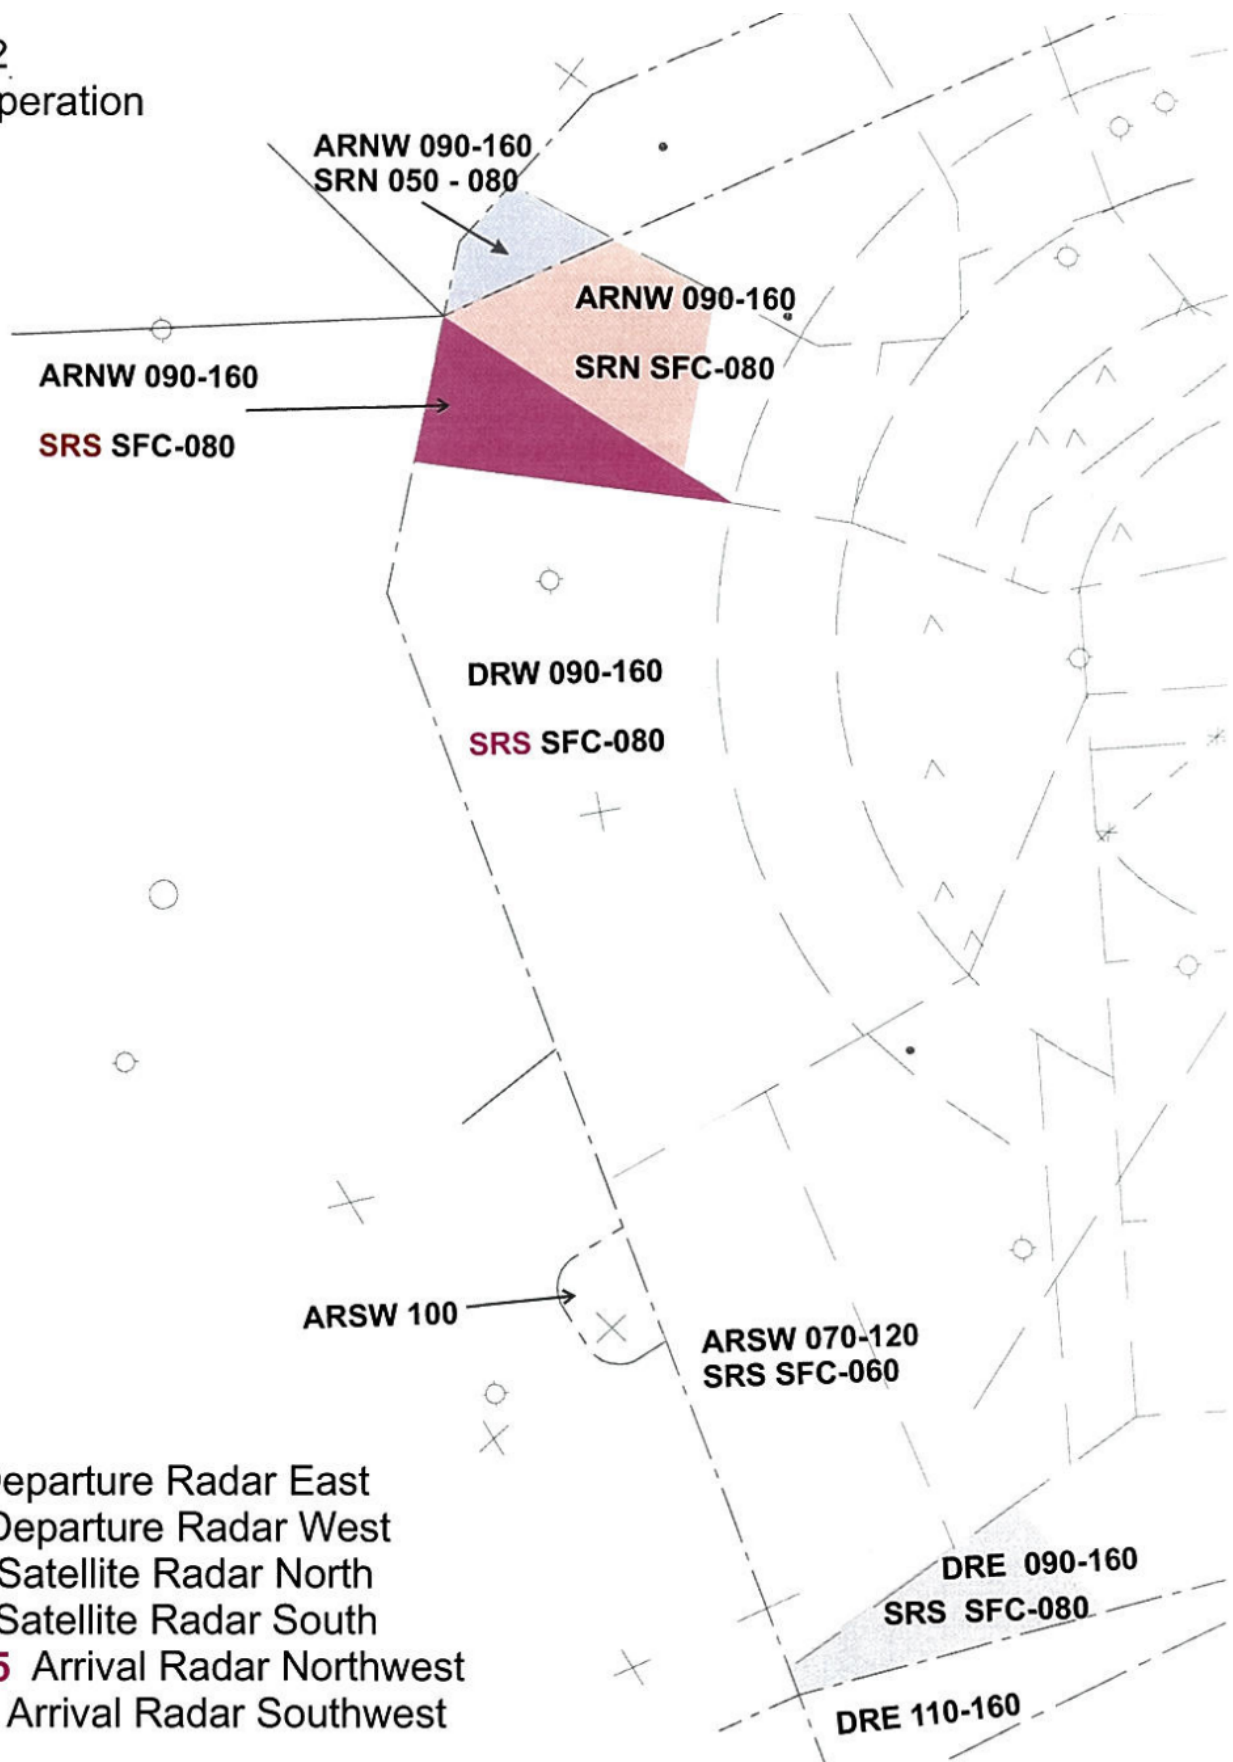 2
peration
ARNW 090-160
SRN 050 - 080
ARNW 090-160
SRN SFC-080
ARNW 090-160
SRS SFC-080
DRW 090-160
SRS SFC-080
ARSW 100
ARSW 070-120
SRS SFC-060
eparture Radar East
Departure Radar West
Satellite Radar North
Satellite Radar South
5 Arrival Radar Northwest
Arrival Radar Southwest
DRE 090-160
SRS SFC-080
DRE 110-160